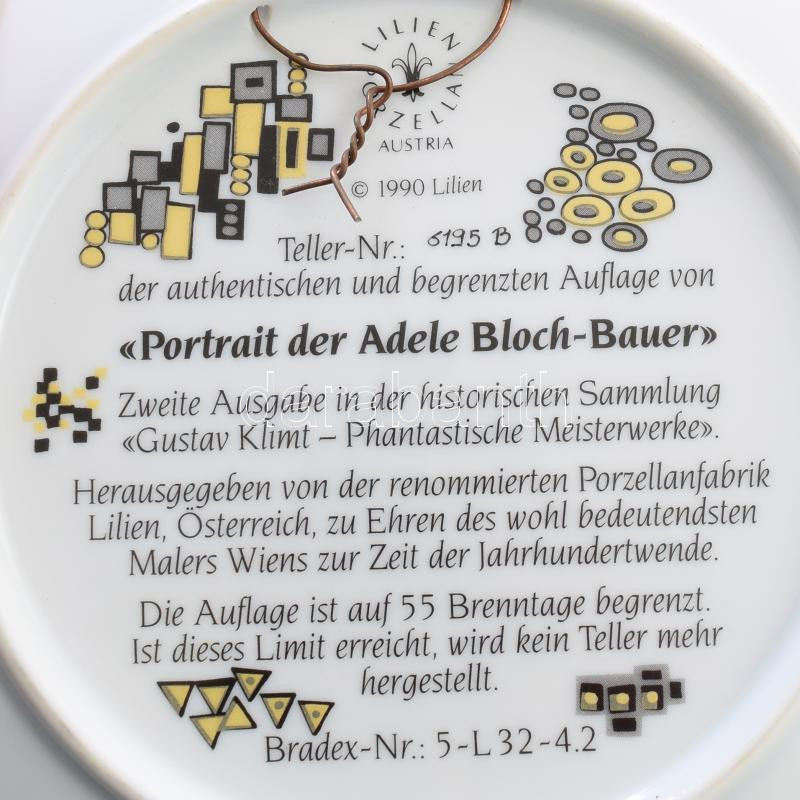 LILIEN PORZELLAN
AUSTRIA
© 1990 Lilien
Teller-Nr.: 6195 B
der authentischen und begrenzten Auflage von
«Portrait der Adele Bloch-Bauer»
Zweite Ausgabe in der historischen Sammlung
«Gustav Klimt – Phantastische Meisterwerke».
Herausgegeben von der renommierten Porzellanfabrik
Lilien, Österreich, zu Ehren des wohl bedeutendsten
Malers Wiens zur Zeit der Jahrhundertwende.
Die Auflage ist auf 55 Brenntage begrenzt.
Ist dieses Limit erreicht, wird kein Teller mehr
hergestellt.
Bradex-Nr.: 5-L32-4.2
darabanth